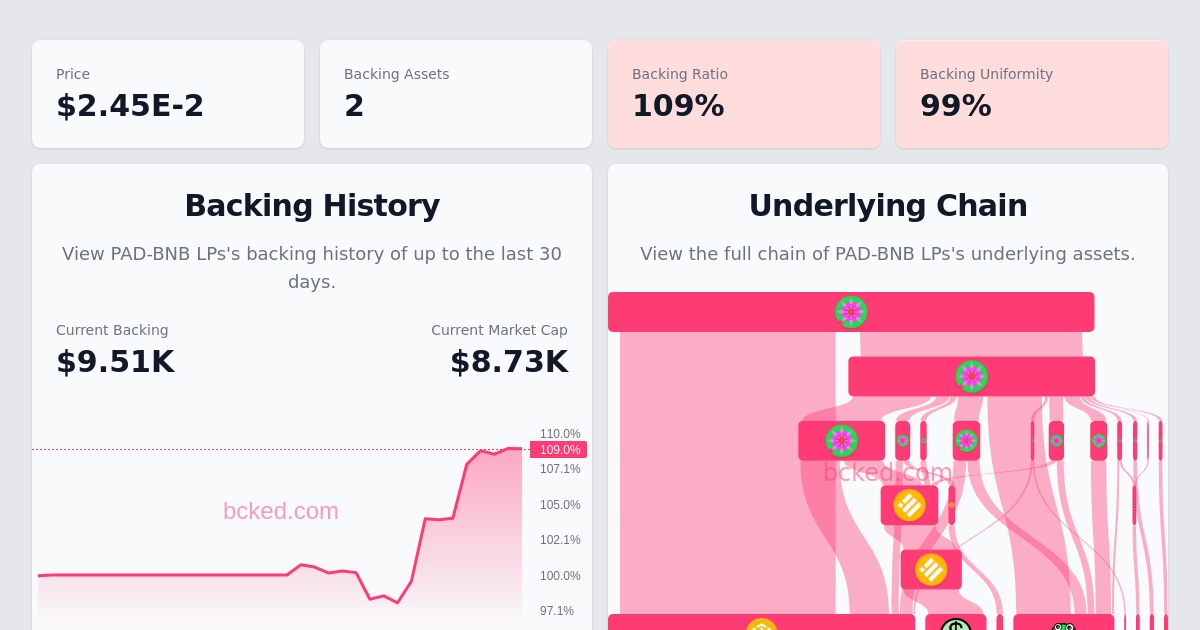 Price
$2.45E-2
Backing Assets
2
Backing Ratio
109%
Backing Uniformity
99%
Backing History
View PAD-BNB LPs's backing history of up to the last 30
days.
Current Backing
$9.51K
Current Market Cap
$8.73K
110.0%
109.0%
107.1%
105.0%
102.1%
100.0%
97.1%
bcked.com
Underlying Chain
View the full chain of PAD-BNB LPs's underlying assets.
bcked.com